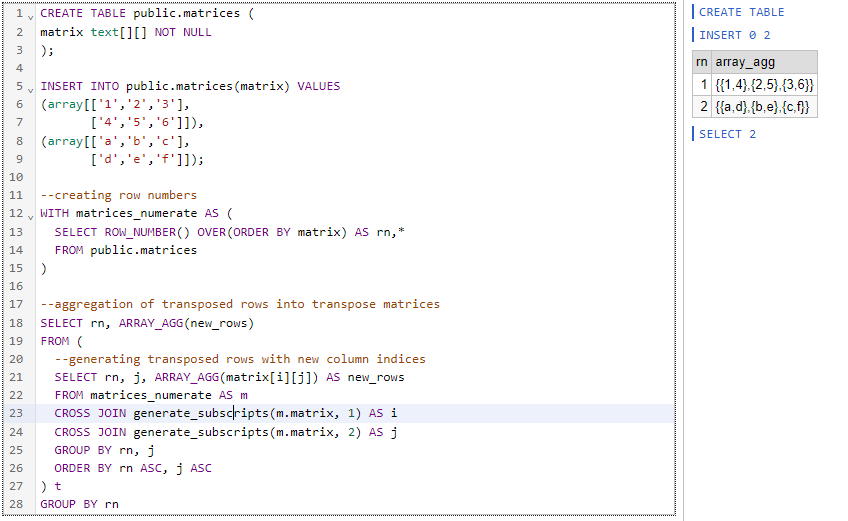 1 CREATE TABLE public.matrices (
2 matrix text[][] NOT NULL
3 );
4
5 INSERT INTO public.matrices(matrix) VALUES
6 (array[['1','2','3'],
7        ['4','5','6']]),
8 (array[['a','b','c'],
9        ['d','e','f']]);
10
11 --creating row numbers
12 WITH matrices_numerate AS (
13   SELECT ROW_NUMBER() OVER(ORDER BY matrix) AS rn,*
14   FROM public.matrices
15 )
16
17 --aggregation of transposed rows into transpose matrices
18 SELECT rn, ARRAY_AGG(new_rows)
19 FROM (
20   --generating transposed rows with new column indices
21   SELECT rn, j, ARRAY_AGG(matrix[i][j]) AS new_rows
22   FROM matrices_numerate AS m
23   CROSS JOIN generate_subscripts(m.matrix, 1) AS i
24   CROSS JOIN generate_subscripts(m.matrix, 2) AS j
25   GROUP BY rn, j
26   ORDER BY rn ASC, j ASC
27 ) t
28 GROUP BY rn
CREATE TABLE
INSERT 0 2
rn array_agg
1 {{1,4},{2,5},{3,6}}
2 {{a,d},{b,e},{c,f}}
SELECT 2